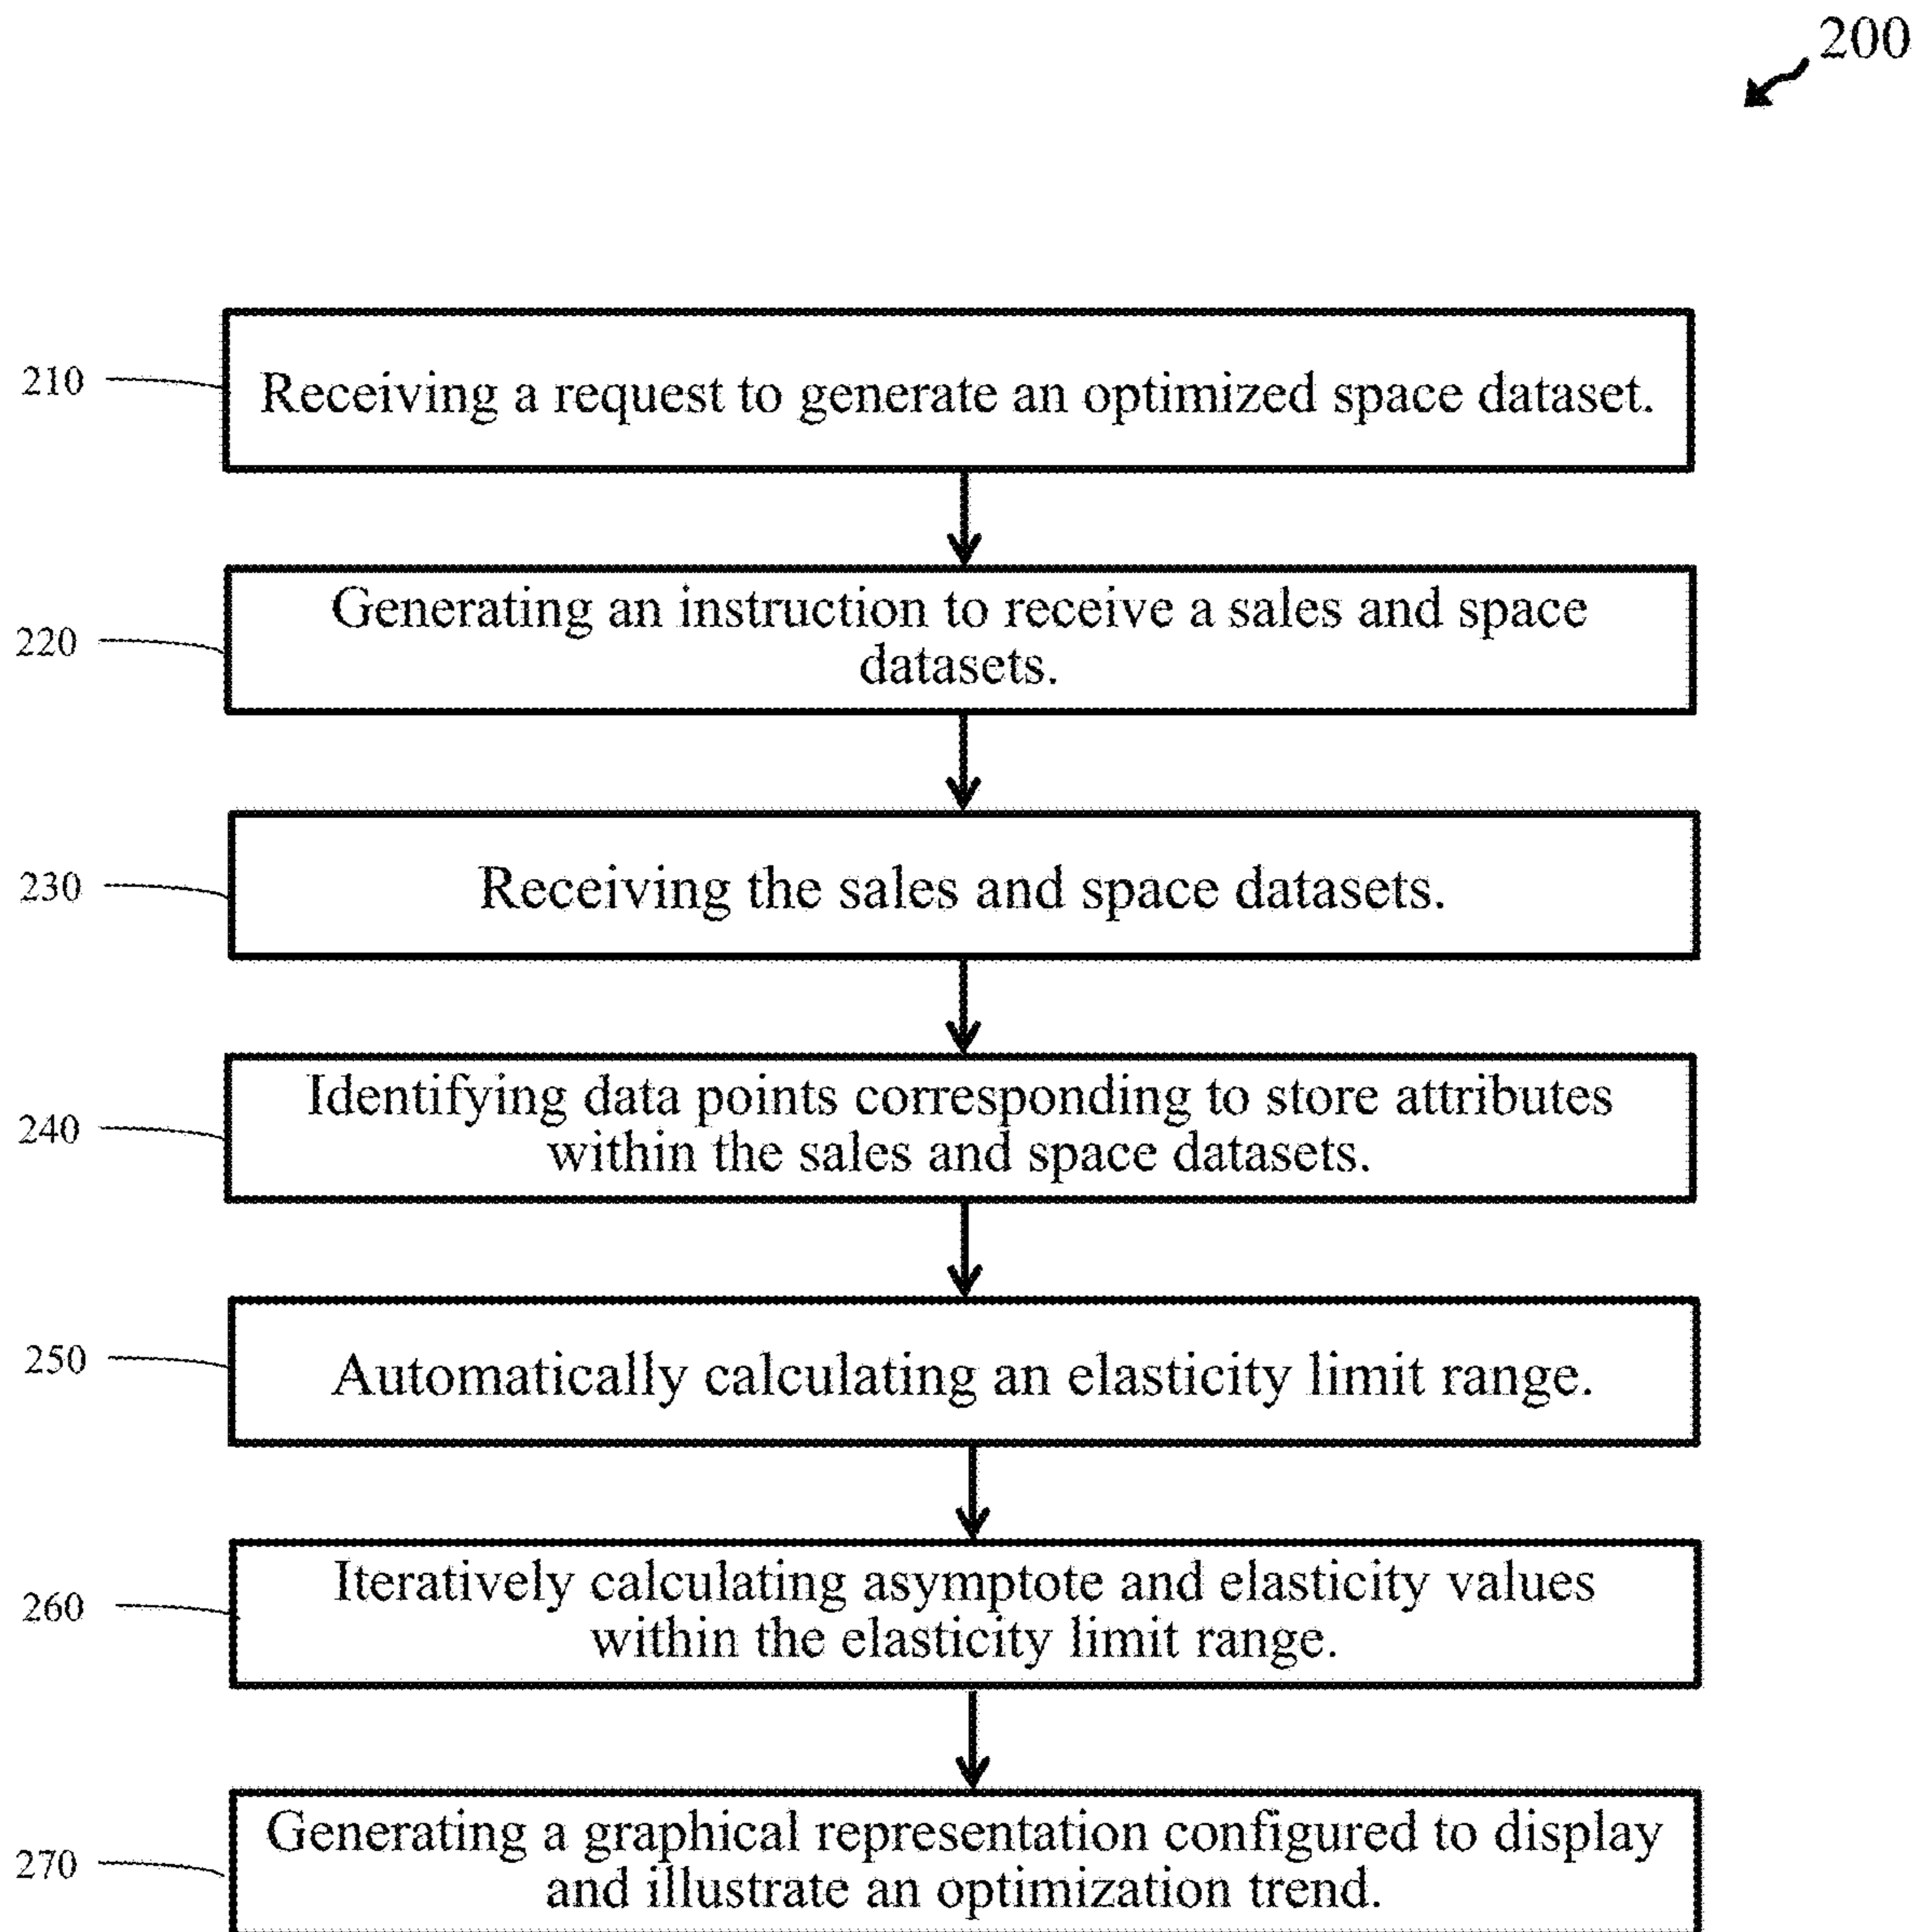 200
210
Receiving a request to generate an optimized space dataset.
220
Generating an instruction to receive a sales and space
datasets.
230
Receiving the sales and space datasets.
240
Identifying data points corresponding to store attributes
within the sales and space datasets.
250
Automatically calculating an elasticity limit range.
260
Iteratively calculating asymptote and elasticity values
within the elasticity limit range.
270
Generating a graphical representation configured to display
and illustrate an optimization trend.